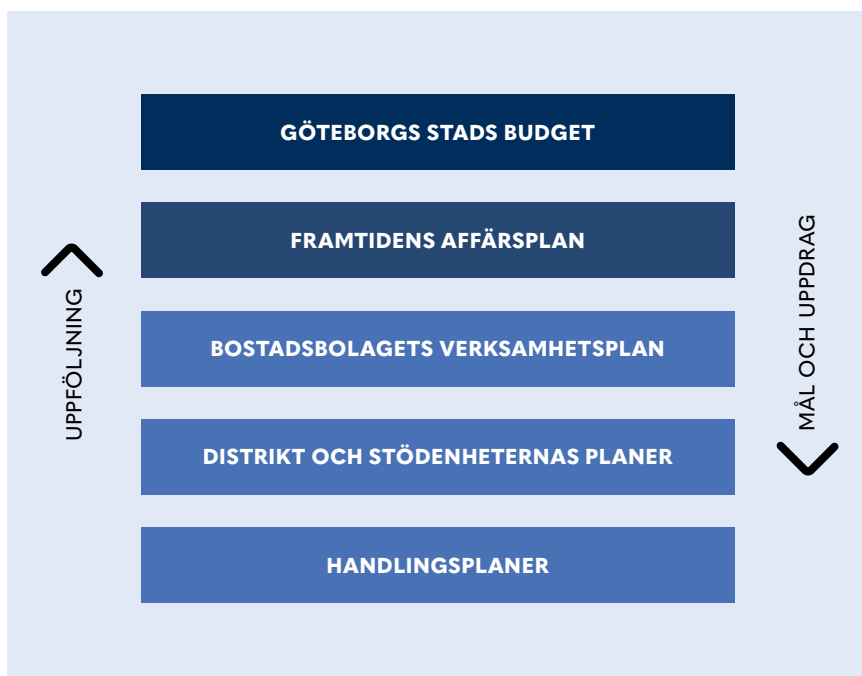 GÖTEBORGS STADS BUDGET
FRAMTIDENS AFFÄRSPLAN
BOSTADSBOLAGETS VERKSAMHETSPLAN
DISTRIKT OCH STÖDENHETERNAS PLANER
HANDLINGSPLANER
UPPFÖLJNING
MÅL OCH UPPDRAG